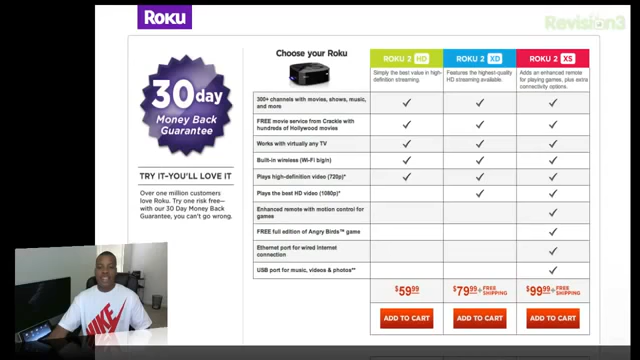 ROKU
Revision3
30day
Money Back
Guarantee
TRY IT-YOU'LL LOVE IT
Over one million customers
love Roku. Try one risk free-
with our 30 Day Money Back
Guarantee, you can't go wrong.
Choose your Roku
ROKU 2 HD
ROKU 2 XD
ROKU 2 XS
Simply the best value in high-
definition streaming.
Features the highest-quality
HD streaming available.
Adds an enhanced remote
for playing games, plus extra
connectivity options.
300+ channels with movies, shows, music,
and more
FREE movie service from Crackle with
hundreds of Hollywood movies
Works with virtually any TV
Built-in wireless (Wi-Fi b/g/n)
Plays high-definition video (720p)*
Plays the best HD video (1080p)*
Enhanced remote with motion control for
games
FREE full edition of Angry Birds™ game
Ethernet port for wired Internet
connection
USB port for music, videos & photos**
$59.99
$79.99 + FREE SHIPPING
$99.99 + FREE SHIPPING
ADD TO CART
ADD TO CART
ADD TO CART
NIKE